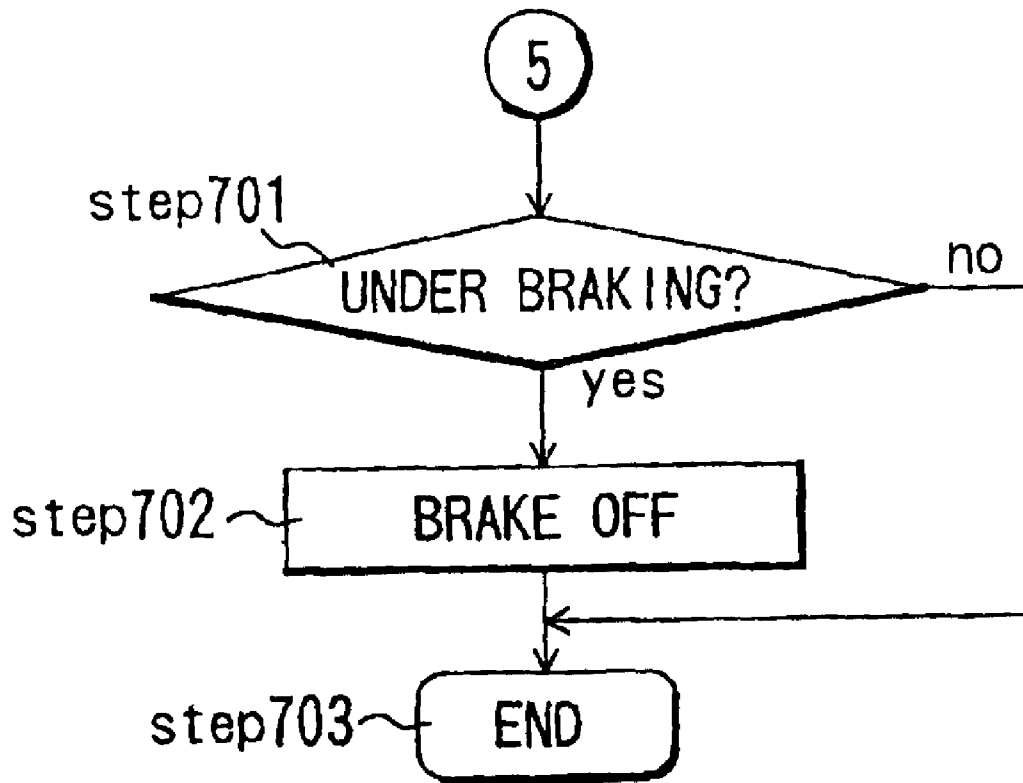 5
step701
UNDER BRAKING?
no
yes
step702
BRAKE OFF
step703
END